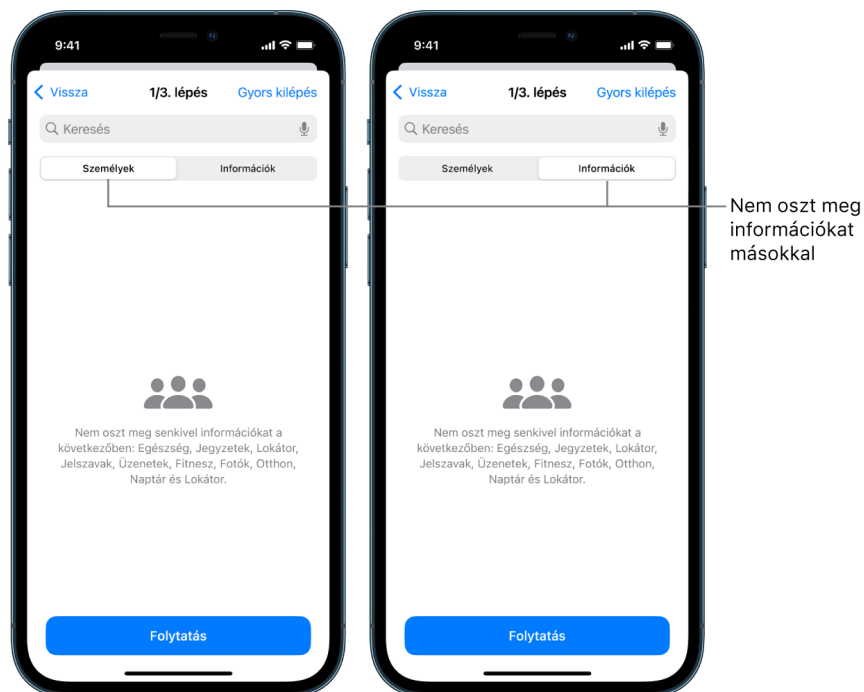 9:41
Vissza
1/3. lépés
Gyors kilépés
Keresés
Személyek
Információk
Nem oszt meg senkivel információkat a
következőben: Egészség, Jegyzetek, Lokátor,
Jelszavak, Üzenetek, Fitnesz, Fotók, Otthon,
Naptár és Lokátor.
Folytatás
9:41
Vissza
1/3. lépés
Gyors kilépés
Keresés
Személyek
Információk
Nem oszt meg senkivel információkat a
következőben: Egészség, Jegyzetek, Lokátor,
Jelszavak, Üzenetek, Fitnesz, Fotók, Otthon,
Naptár és Lokátor.
Folytatás
Nem oszt meg
információkat
másokkal